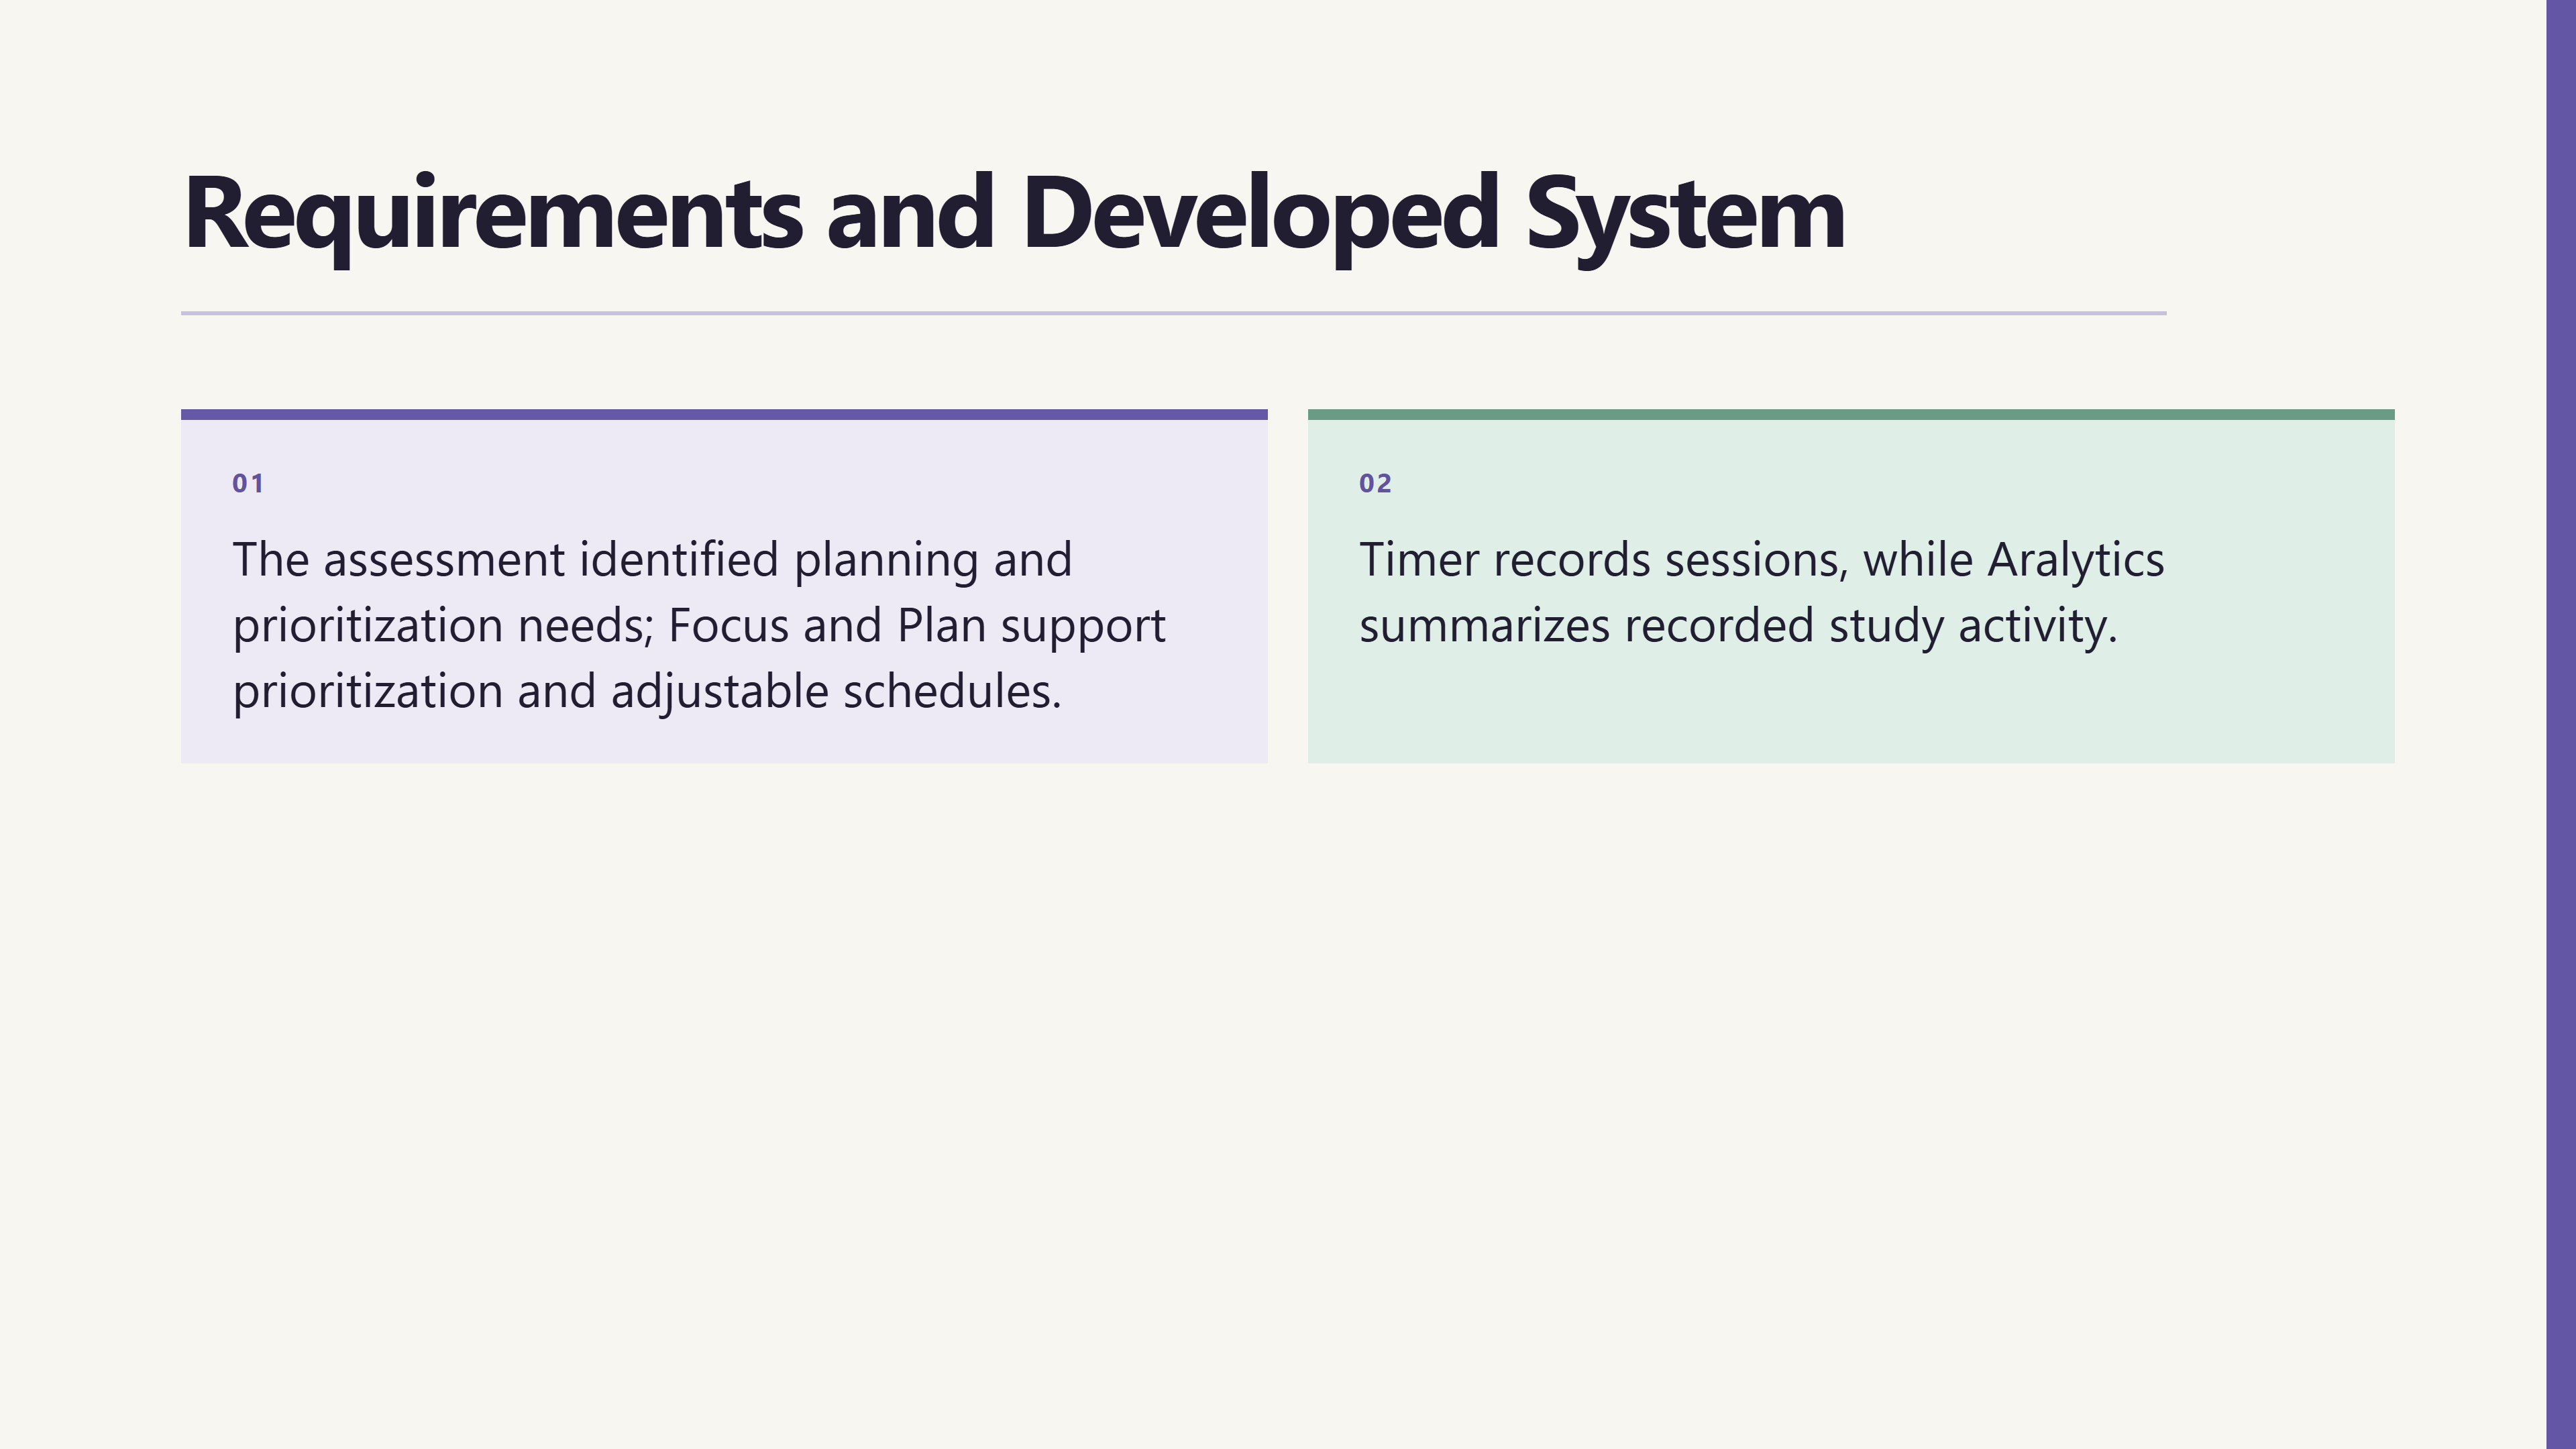 Requirements and Developed System
01
The assessment identified planning and
prioritization needs; Focus and Plan support
prioritization and adjustable schedules.
02
Timer records sessions, while Aralytics
summarizes recorded study activity.